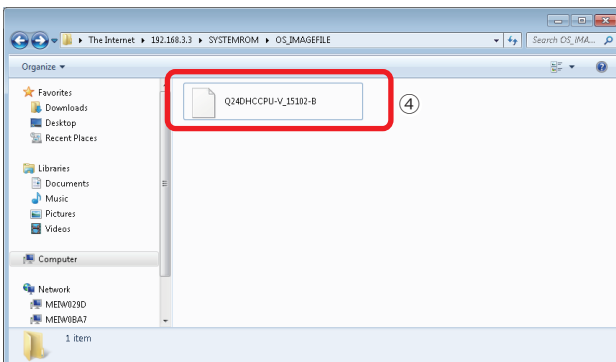 The Internet ▸ 192.168.3.3 ▸ SYSTEMROM ▸ OS_IMAGEFILE
Search OS_IMA...
Organize
Favorites
Downloads
Desktop
Recent Places
Libraries
Documents
Music
Pictures
Videos
Computer
Network
MEIW029D
MEIW0BA7
Q24DHCCPU-V_15102-B
④
1 item